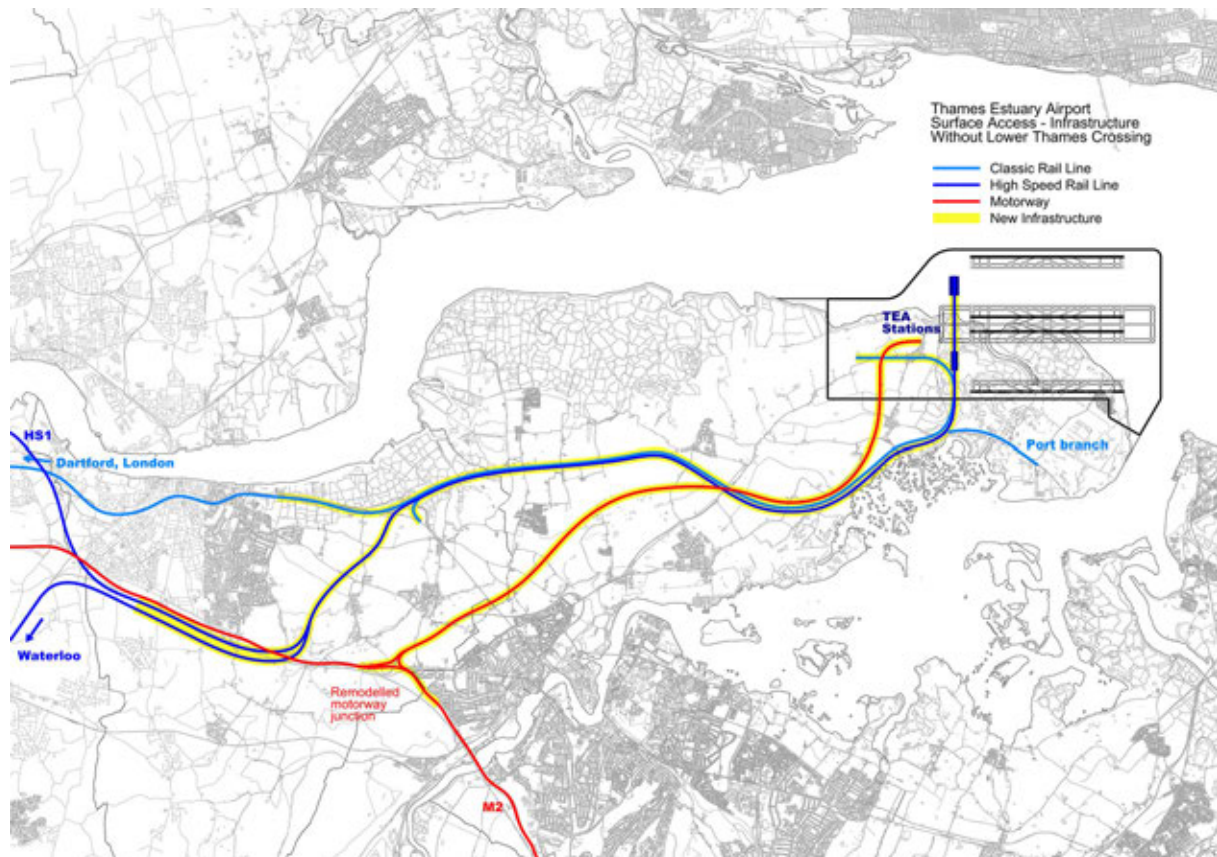 Thames Estuary Airport
Surface Access - Infrastructure
Without Lower Thames Crossing
Classic Rail Line
High Speed Rail Line
Motorway
New Infrastructure
TEA
Stations
HS1
Dartford, London
Port branch
Waterloo
Remodelled
motorway
junction
M2